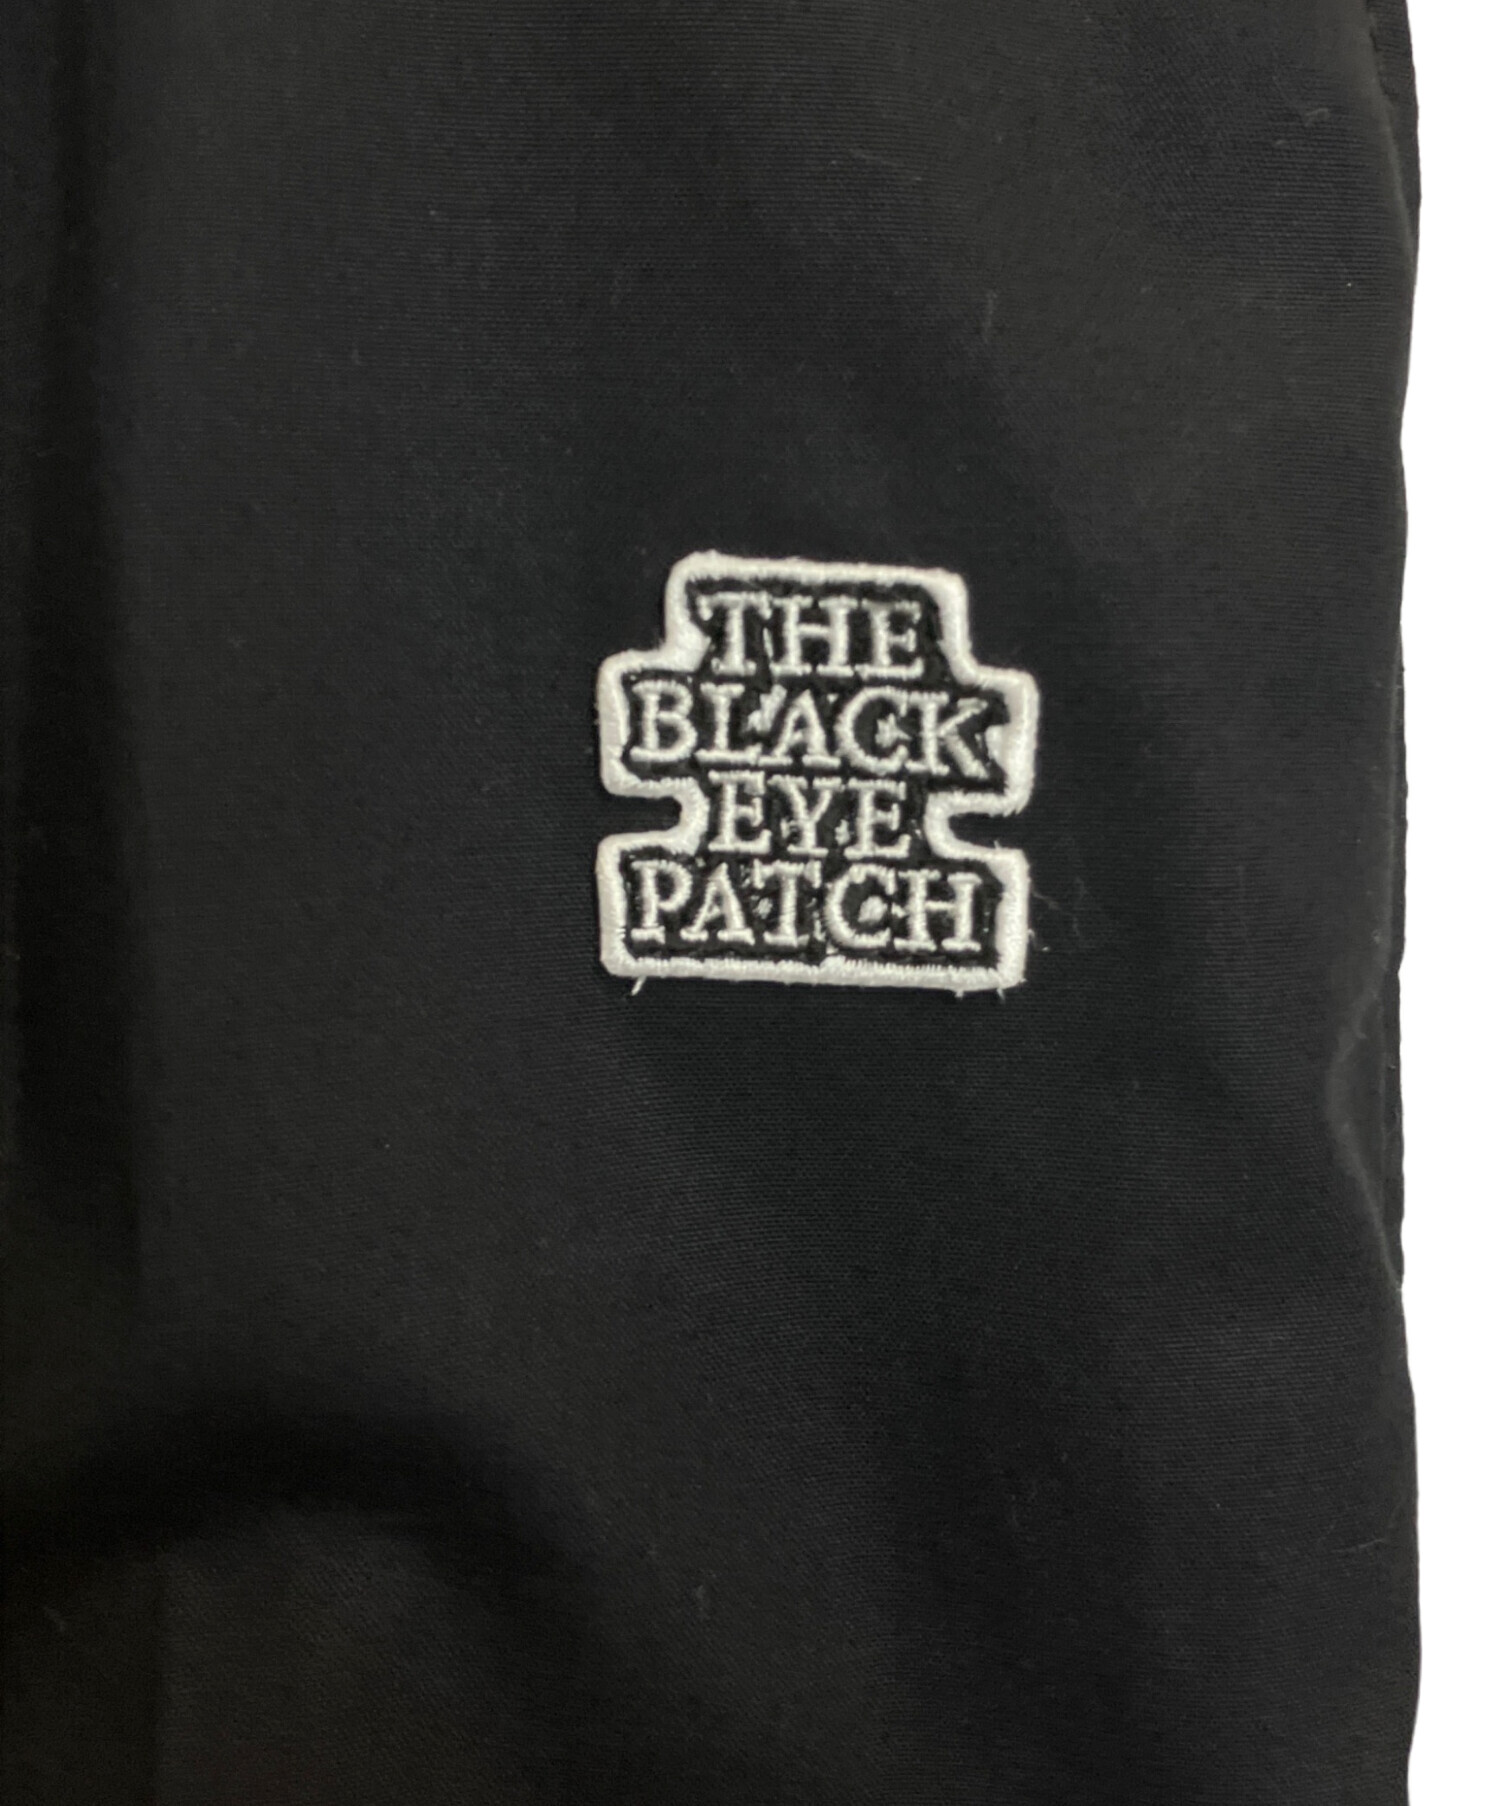 THE
BLACK
EYE
PATCH